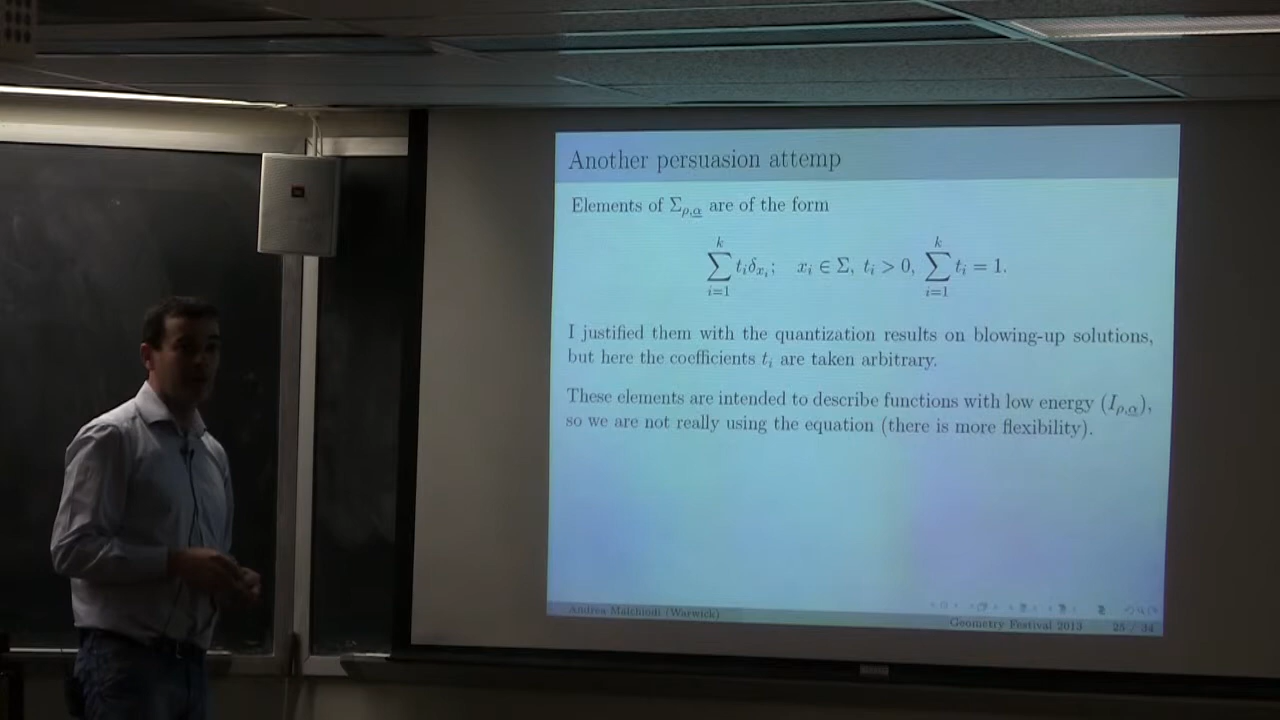 Another persuasion attemp
Elements of Σ_{ρ,α̲} are of the form
∑_{i=1}^{k} t_i δ_{x_i};   x_i ∈ Σ, t_i > 0, ∑_{i=1}^{k} t_i = 1.
I justified them with the quantization results on blowing-up solutions,
but here the coefficients t_i are taken arbitrary.
These elements are intended to describe functions with low energy (I_{ρ,α̲}),
so we are not really using the equation (there is more flexibility).
Andrea Malchiodi (Warwick)
Geometry Festival 2013
25 / 34